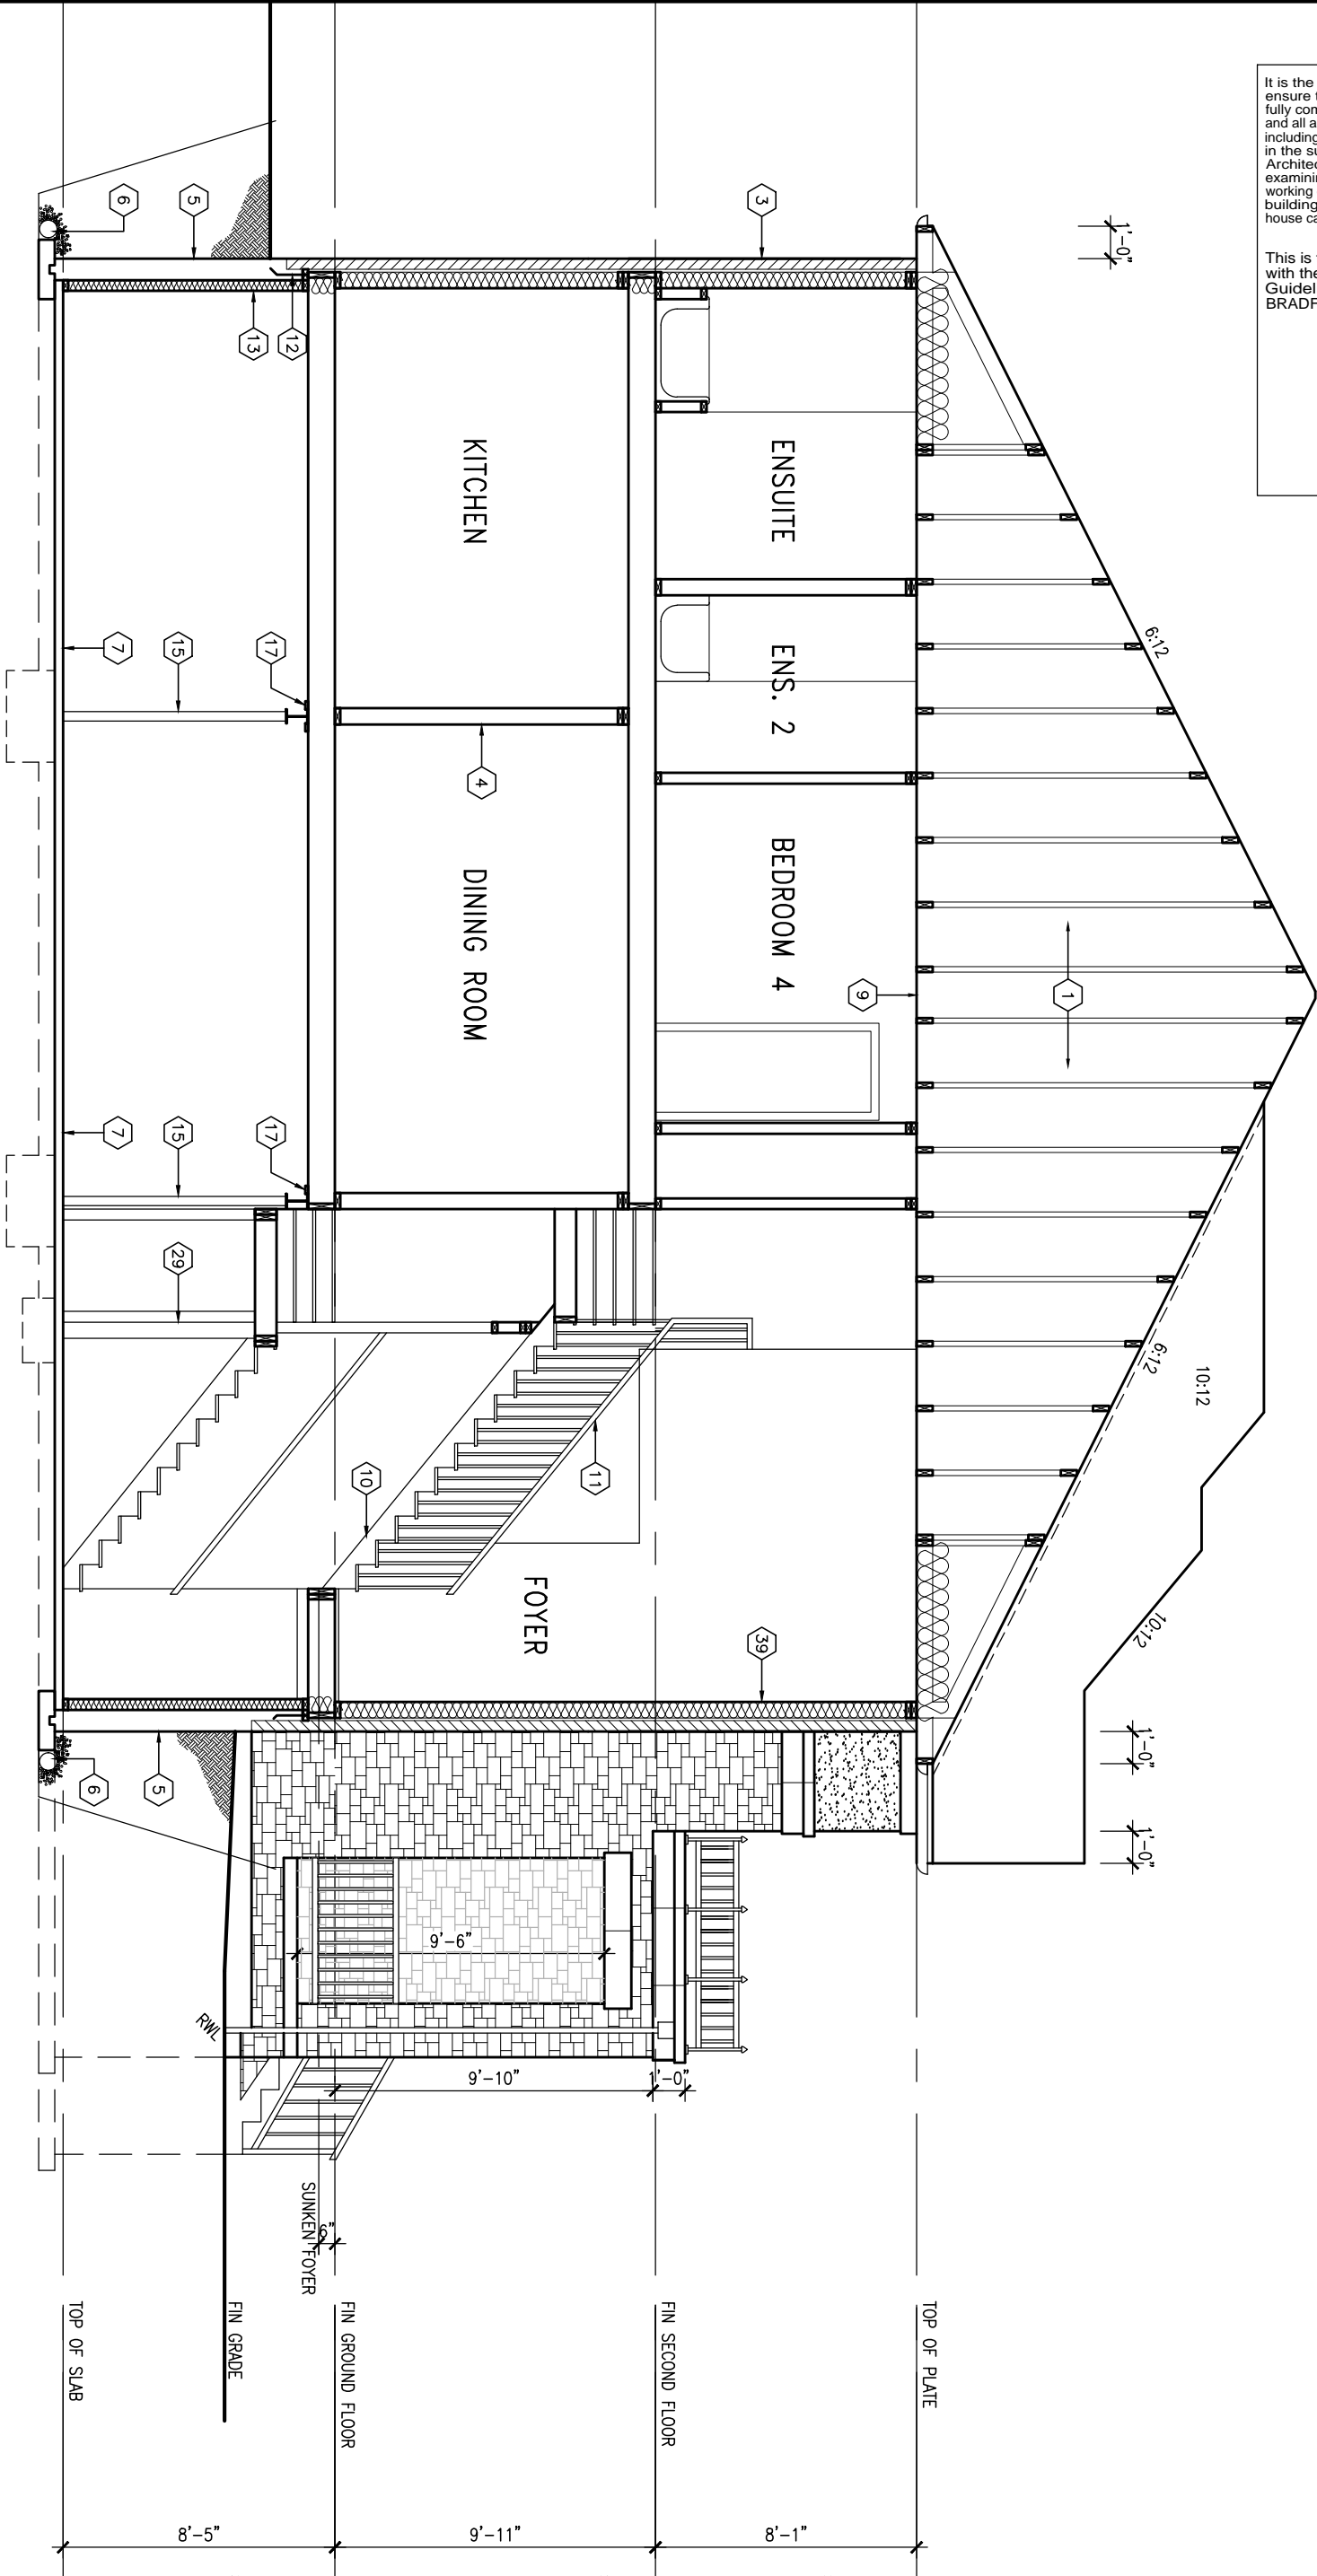 It is the
ensure t
fully com
and all a
including
in the su
Architec
examinin
working
building
house ca
This is
with the
Guidel
BRADF
1'-0"
3
5
6
12
13
KITCHEN
ENSUITE
ENS. 2
6:12
7
15
17
4
DINING ROOM
BEDROOM 4
9
1
7
15
17
29
10
11
6:12
10:12
10:12
FOYER
39
5
6
1'-0"
1'-0"
9'-6"
RWL
9'-10"
1'-0"
6"
SUNKEN FOYER
TOP OF SLAB
FIN GRADE
FIN GROUND FLOOR
FIN SECOND FLOOR
TOP OF PLATE
8'-5"
9'-11"
8'-1"